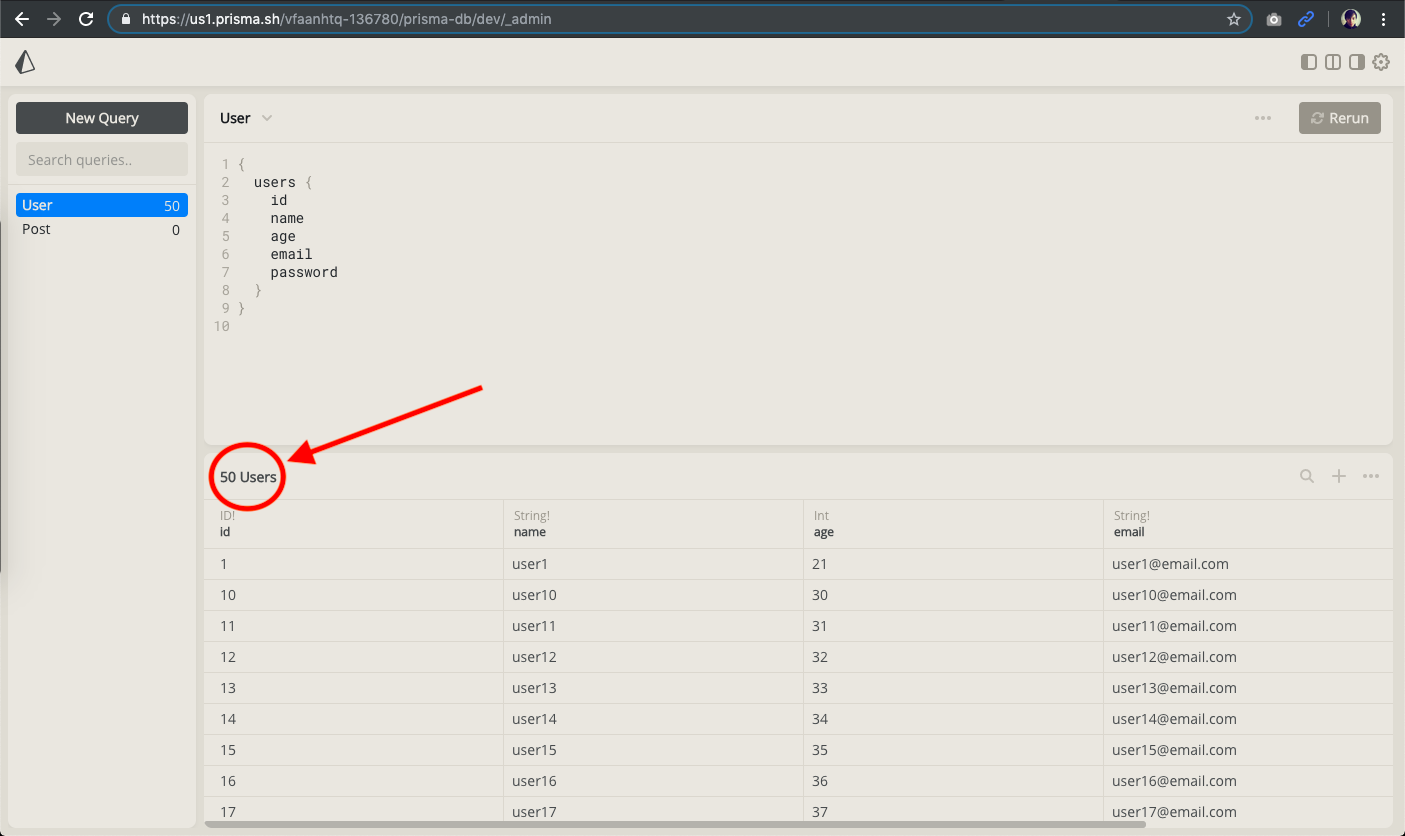 https://us1.prisma.sh/vfaanhtq-136780/prisma-db/dev/_admin
New Query
Search queries..
User 50
Post 0
User
Rerun
1 {
2 users {
3 id
4 name
5 age
6 email
7 password
8 }
9 }
10
50 Users
ID! String! Int String!
id name age email
1 user1 21 user1@email.com
10 user10 30 user10@email.com
11 user11 31 user11@email.com
12 user12 32 user12@email.com
13 user13 33 user13@email.com
14 user14 34 user14@email.com
15 user15 35 user15@email.com
16 user16 36 user16@email.com
17 user17 37 user17@email.com